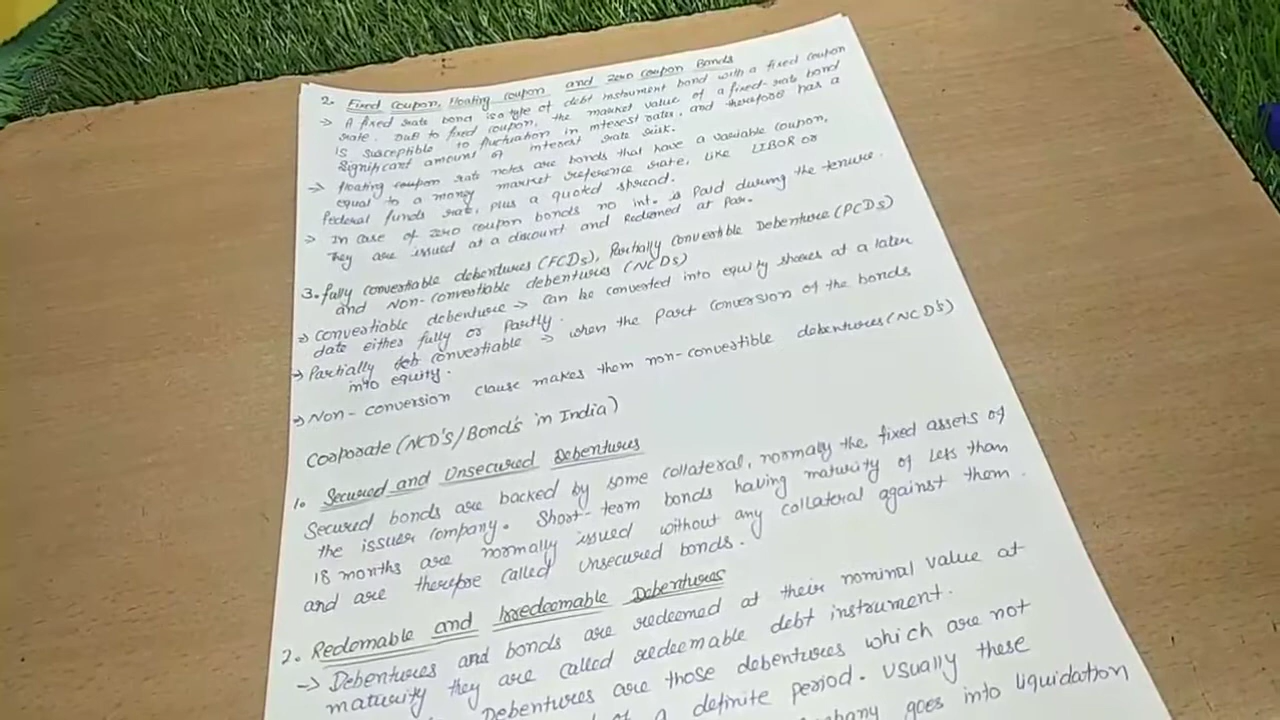 2. Fixed Coupon, Floating coupon and Zero Coupon Bonds
-> A fixed rate bond is a type of debt instrument bond with a fixed coupon
rate. Due to fixed coupon, the market value of a fixed-rate bond
is susceptible to fluctuation in interest rates, and therefore has a
significant amount of interest rate risk.
-> Floating coupon rate notes are bonds that have a variable coupon,
equal to a money market reference rate, like LIBOR or
Federal funds rate, plus a quoted spread.
-> In case of zero coupon bonds no int. is paid during the tenure.
They are issued at a discount and Redeemed at par.
3. fully convertiable debentures (FCDs), Partially convertible Debenture (PCDs)
and Non-convertiable debentures (NCDs)
-> convertiable debenture -> can be converted into equity shares at a later
date either fully or partly.
-> Partially convertiable -> when the part conversion of the bonds
into equity.
-> Non-conversion clause makes them non-convertible debentures (NCD's)
Corporate (NCD's/Bond's in India)
1. Secured and Unsecured Debentures
Secured bonds are backed by some collateral, normally the fixed assets of
the issuer company. Short-term bonds having maturity of less than
18 months are normally issued without any collateral against them.
and are therefore called Unsecured bonds.
2. Redemable and Irredeemable Debentures
-> Debentures and bonds are redeemed at their nominal value at
maturity they are called redeemable debt instrument.
Debentures are those debentures which are not
a definite period. Usually these
goes into liquidation